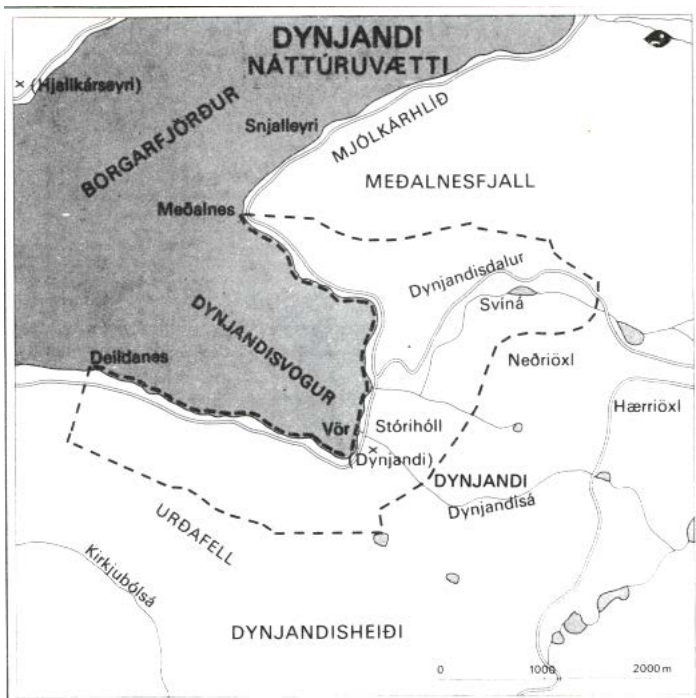 DYNJANDI
NÁTTÚRUVÆTTI
(Hjallkárseyri)
BORGARFJÖRÐUR
Snjalleyri
MJÓLKÁRHLÍÐ
MEÐALNESFJALL
Meðalnes
Dynjandisdalur
Svíná
DYNJANDISVOGUR
Deildanes
Neðriöxl
Hærriöxl
Vör
Stórihóll
(Dynjandi)
DYNJANDI
Dynjandisá
URÐAFELL
Kirkjubólsá
DYNJANDISHEIÐI
0 1000 2000 m